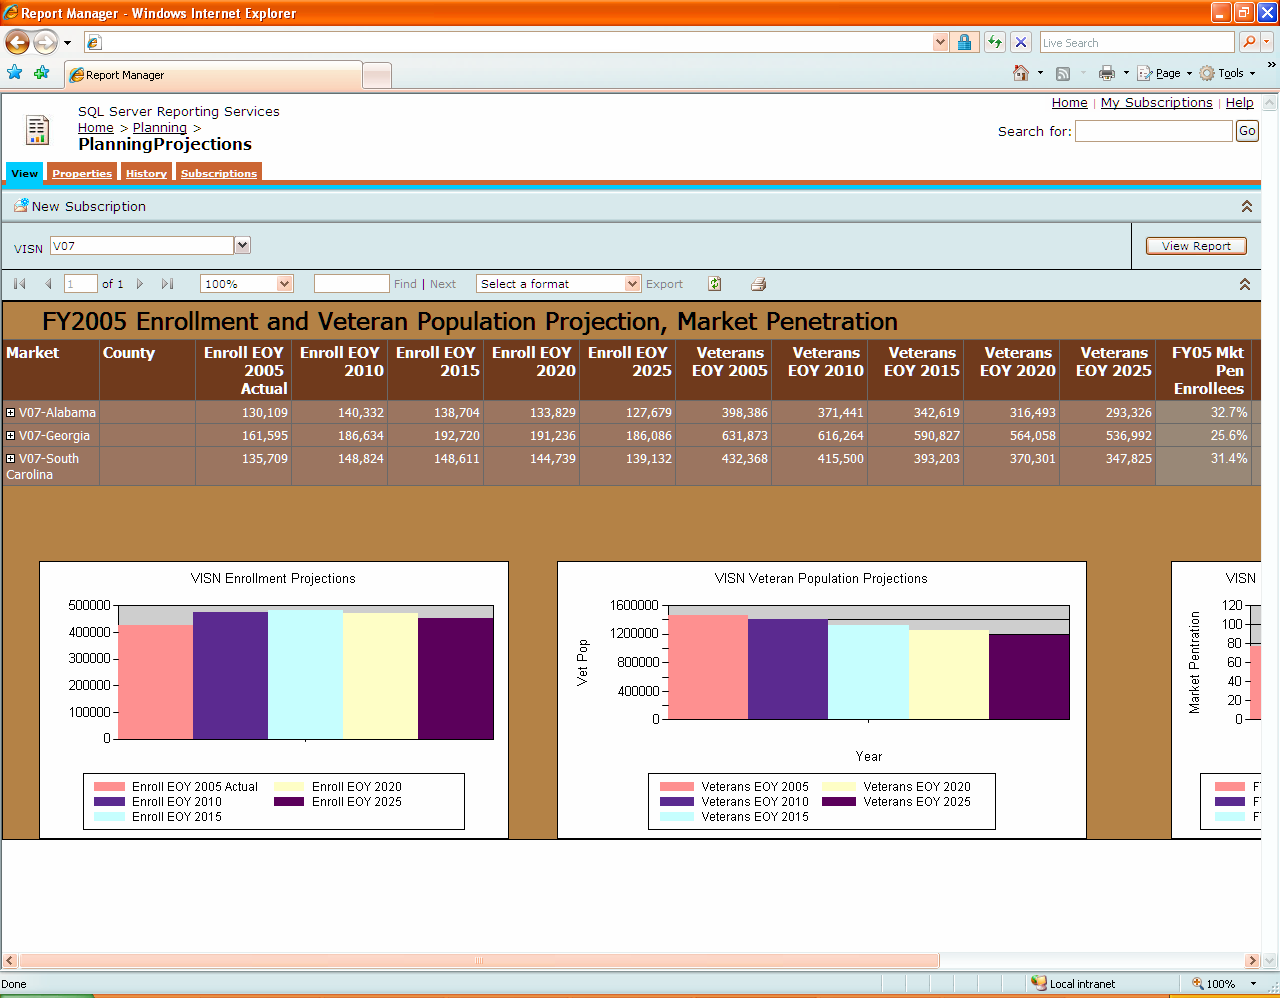 Report Manager - Windows Internet Explorer
Live Search
Report Manager
Page
Tools
»
SQL Server Reporting Services
Home | My Subscriptions | Help
Home > Planning >
PlanningProjections
Search for:
Go
View
Properties
History
Subscriptions
New Subscription
VISN
V07
View Report
1
of 1
100%
Find | Next
Select a format
Export
FY2005 Enrollment and Veteran Population Projection, Market Penetration
Market County Enroll EOY Enroll EOY Enroll EOY Enroll EOY Enroll EOY Veterans Veterans Veterans Veterans Veterans FY05 Mkt
2005 2010 2015 2020 2025 EOY 2005 EOY 2010 EOY 2015 EOY 2020 EOY 2025 Pen
Actual Enrollees
V07-Alabama 130,109 140,332 138,704 133,829 127,679 398,386 371,441 342,619 316,493 293,326 32.7%
V07-Georgia 161,595 186,634 192,720 191,236 186,086 631,873 616,264 590,827 564,058 536,992 25.6%
V07-South 135,709 148,824 148,611 144,739 139,132 432,368 415,500 393,203 370,301 347,825 31.4%
Carolina
VISN Enrollment Projections
500000
400000
300000
200000
100000
0
Enroll EOY 2005 Actual
Enroll EOY 2020
Enroll EOY 2010
Enroll EOY 2025
Enroll EOY 2015
VISN Veteran Population Projections
Vet Pop
1600000
1200000
800000
400000
0
Year
Veterans EOY 2005
Veterans EOY 2020
Veterans EOY 2010
Veterans EOY 2025
Veterans EOY 2015
VISN
Market Pentration
120
100
80
60
40
20
0
F
F
F
Done
Local intranet
100%